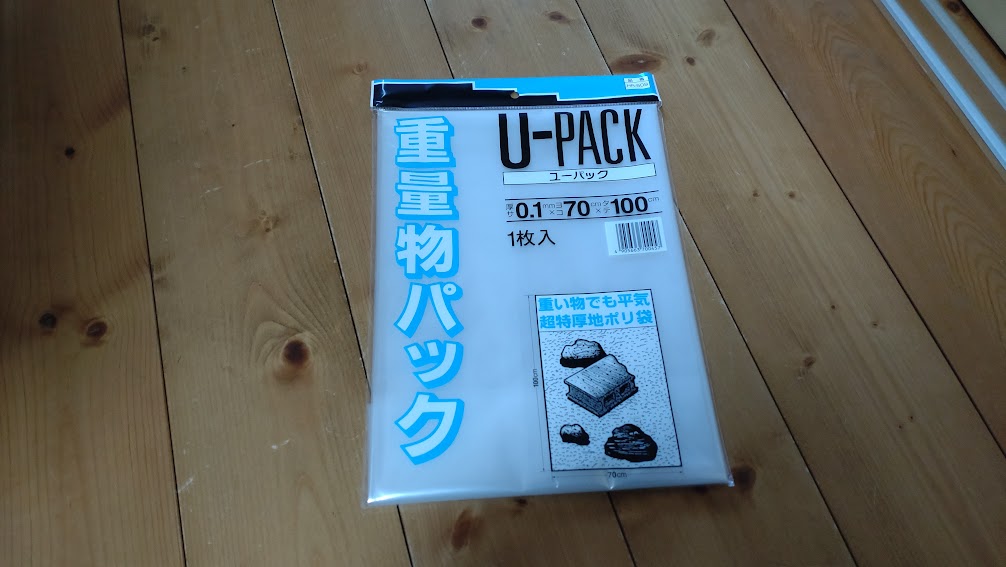 重量物パック
U-PACK
ユーパック
厚サ0.1mm×ヨコ70cm×タテ100cm
1枚入
重い物でも平気
超特厚地ポリ袋
100cm
70cm